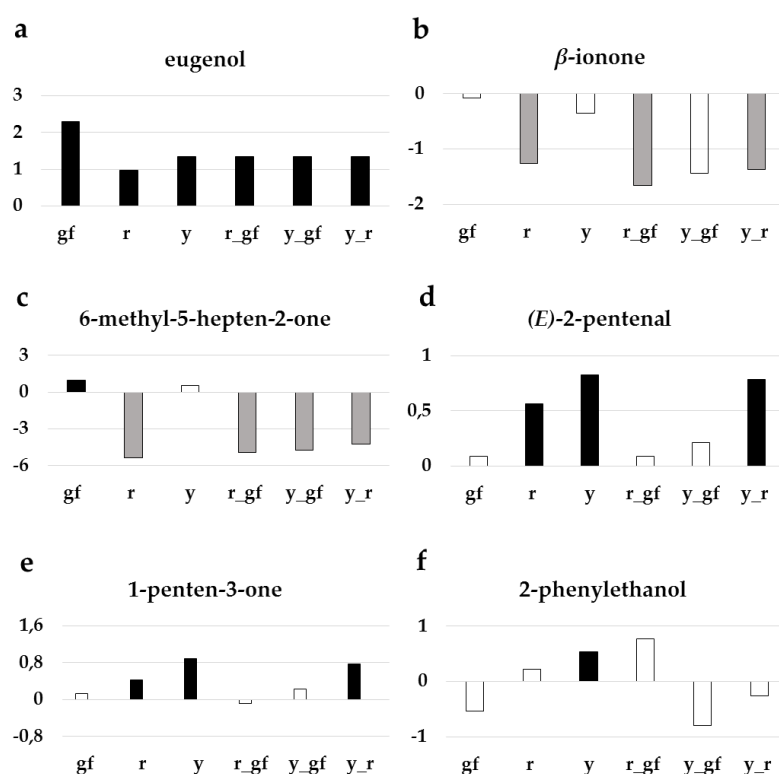 a
eugenol
3
2
1
0
gf r y r_gf y_gf y_r
b
β-ionone
0
-1
-2
gf r y r_gf y_gf y_r
c
6-methyl-5-hepten-2-one
3
0
-3
-6
gf r y r_gf y_gf y_r
d
(E)-2-pentenal
1
0,5
0
gf r y r_gf y_gf y_r
e
1-penten-3-one
1,6
0,8
0
-0,8
gf r y r_gf y_gf y_r
f
2-phenylethanol
1
0
-1
gf r y r_gf y_gf y_r